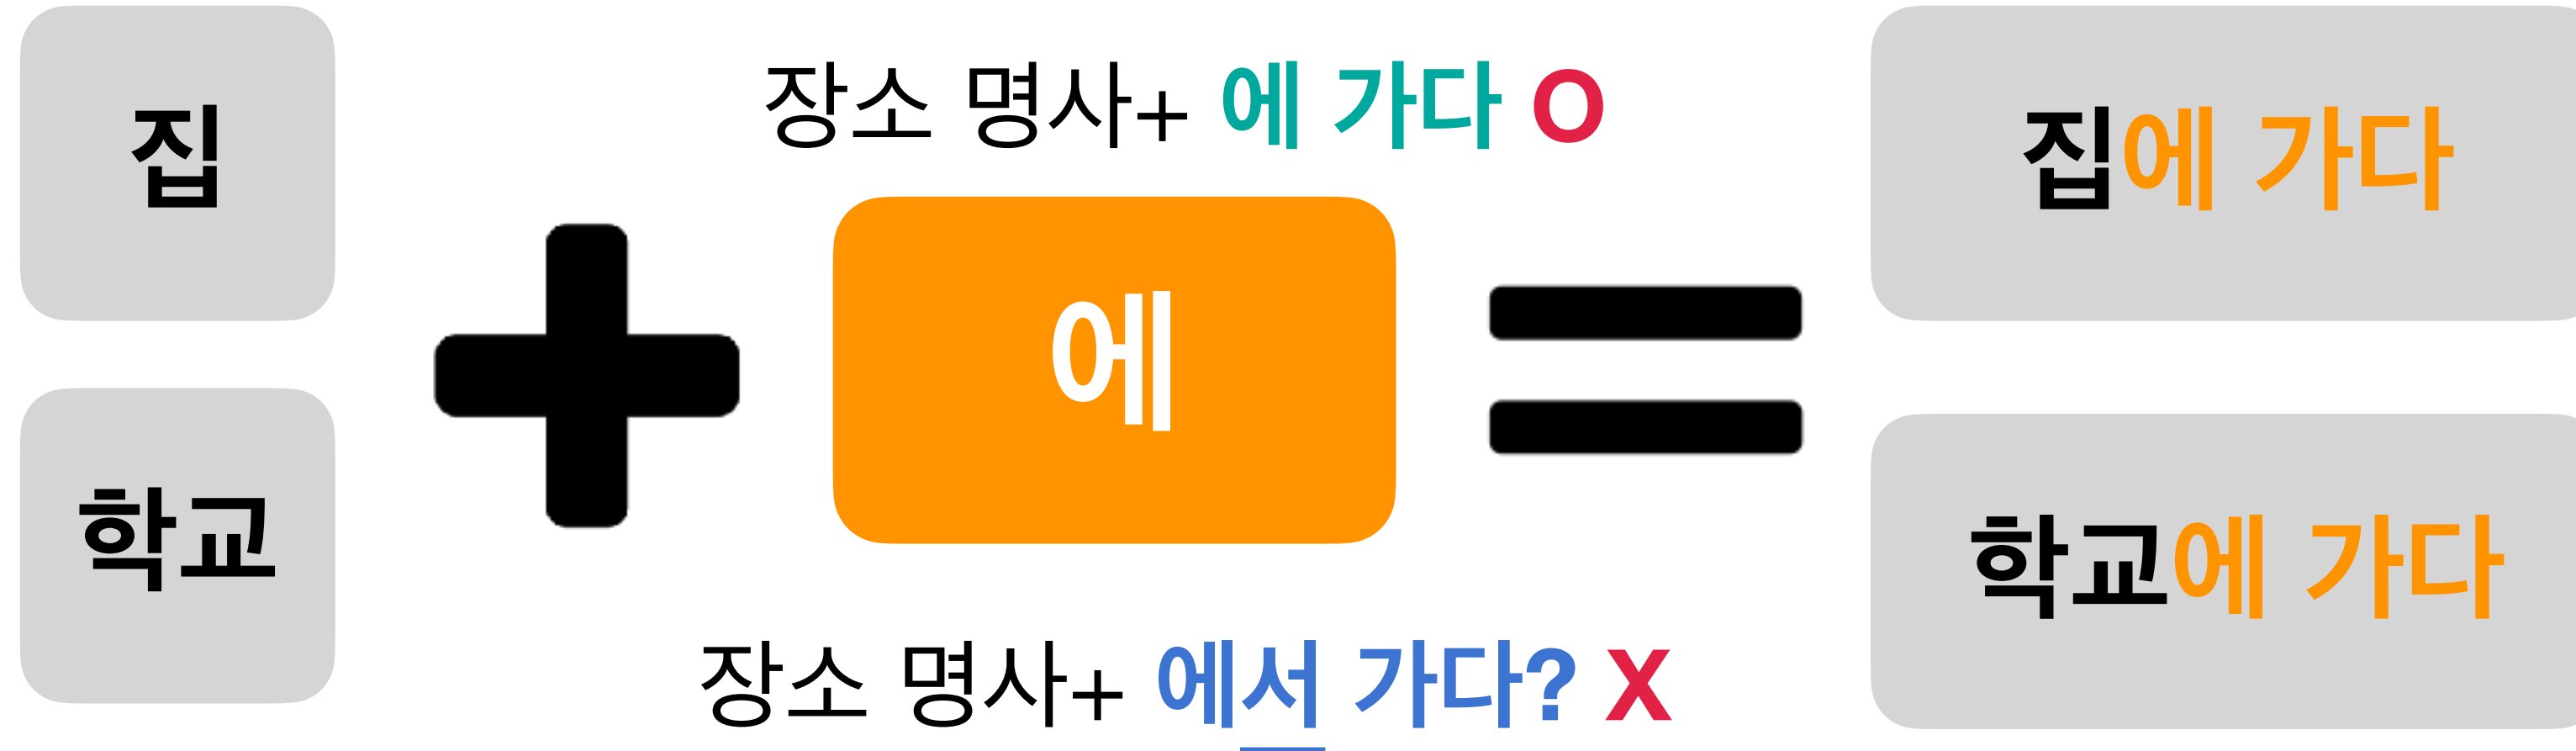 집
학교
장소 명사+ 에 가다 O
에
장소 명사+ 에서 가다? X
집에 가다
학교에 가다